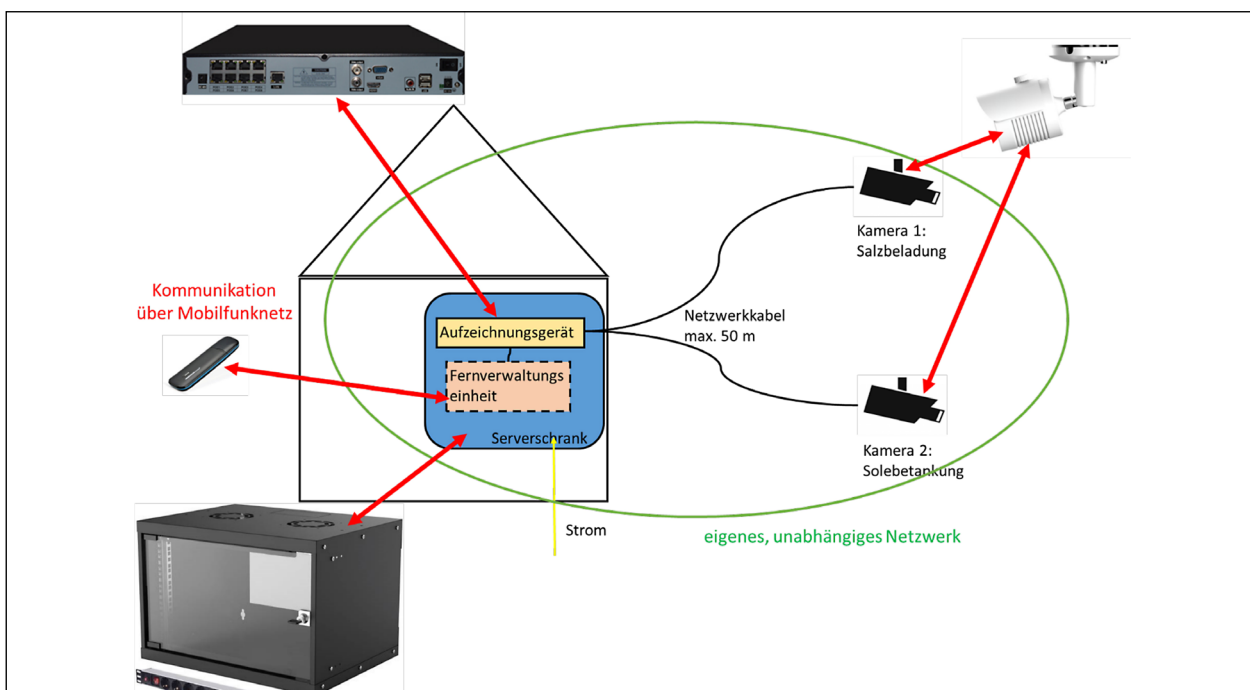 Kamera 1:
Salzbeladung
Kommunikation
über Mobilfunknetz
Netzwerkkabel
max. 50 m
Aufzeichnungsgerät
Fernverwaltungs
einheit
Serverschrank
Kamera 2:
Solebetankung
Strom
eigenes, unabhängiges Netzwerk